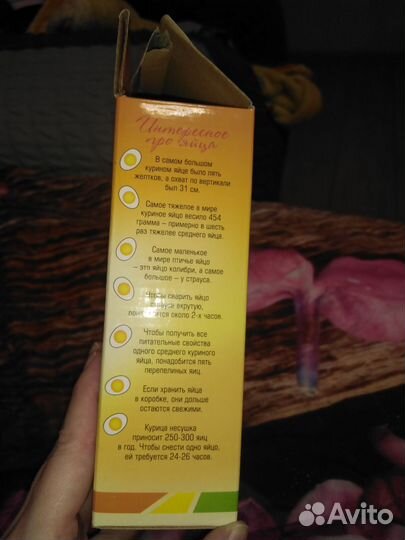 Интересное
про яйца
В самом большом
курином яйце было пять
желтков, а охват по вертикали
был 31 см.
Самое тяжелое в мире
куриное яйцо весило 454
грамма – примерно в шесть
раз тяжелее среднего яйца.
Самое маленькое
в мире птичье яйцо
– это яйцо колибри, а самое
большое – у страуса.
Чтобы сварить яйцо
страуса вкрутую,
понадобится около 2-х часов.
Чтобы получить все
питательные свойства
одного среднего куриного
яйца, понадобится пять
перепелиных яиц.
Если хранить яйца
в коробке, они дольше
остаются свежими.
Курица несушка
приносит 250-300 яиц
в год. Чтобы снести одно яйцо,
ей требуется 24-26 часов.
Avito